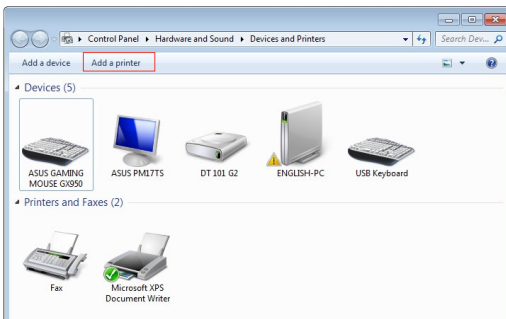 Control Panel ▸ Hardware and Sound ▸ Devices and Printers
Search Dev...
Add a device
Add a printer
Devices (5)
ASUS GAMING
MOUSE GX950
ASUS PM17TS
DT 101 G2
ENGLISH-PC
USB Keyboard
Printers and Faxes (2)
Fax
Microsoft XPS
Document Writer